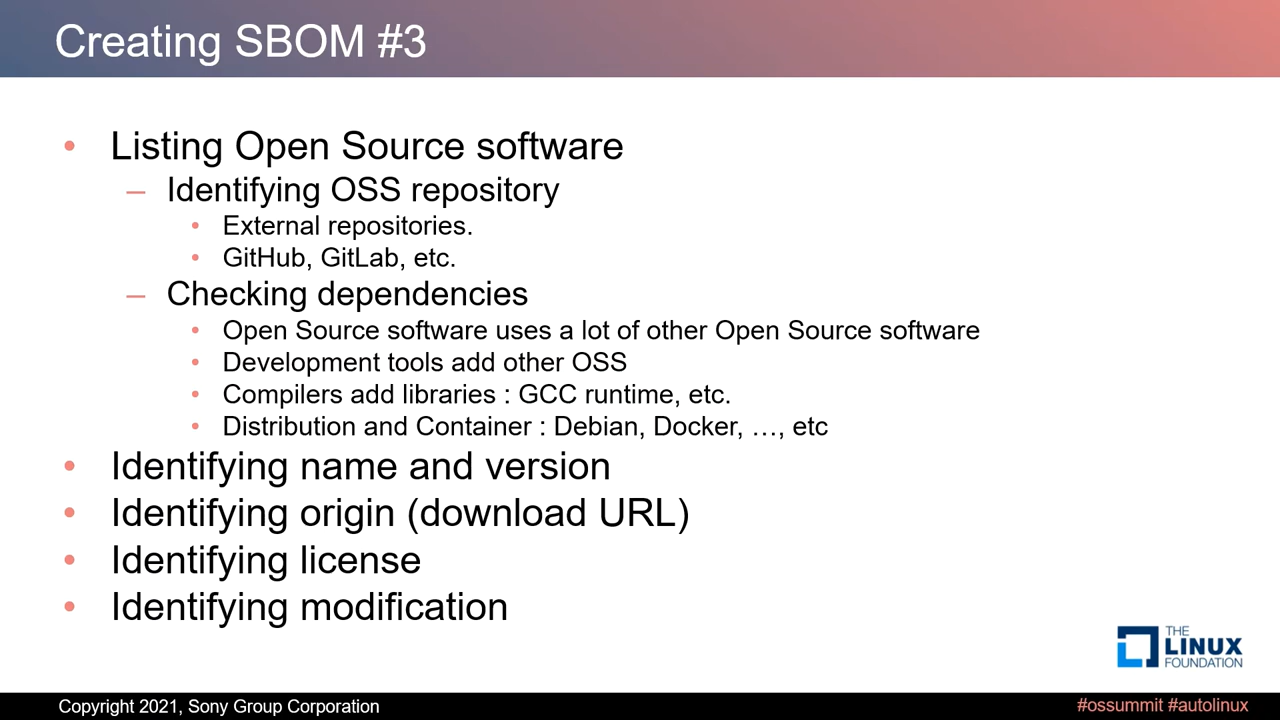 Creating SBOM #3
• Listing Open Source software
– Identifying OSS repository
• External repositories.
• GitHub, GitLab, etc.
– Checking dependencies
• Open Source software uses a lot of other Open Source software
• Development tools add other OSS
• Compilers add libraries : GCC runtime, etc.
• Distribution and Container : Debian, Docker, …, etc
• Identifying name and version
• Identifying origin (download URL)
• Identifying license
• Identifying modification
THE
LINUX
FOUNDATION
Copyright 2021, Sony Group Corporation
#ossummit #autolinux